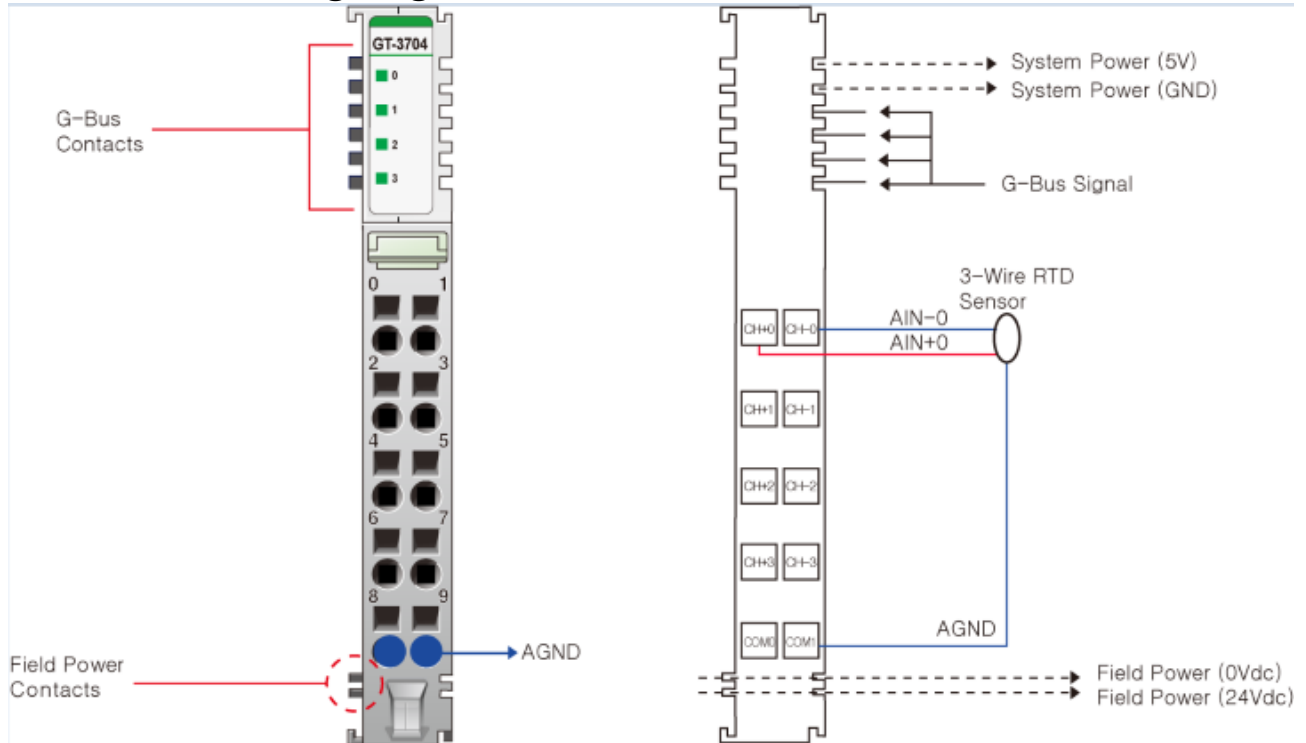 GT-3704
0
1
2
3
G-Bus
Contacts
0 1
2 3
4 5
6 7
8 9
AGND
Field Power
Contacts
System Power (5V)
System Power (GND)
G-Bus Signal
3-Wire RTD
Sensor
AIN-0
AIN+0
CH+0 CH-0
CH+1 CH-1
CH+2 CH-2
CH+3 CH-3
COM0 COM1
AGND
Field Power (0Vdc)
Field Power (24Vdc)